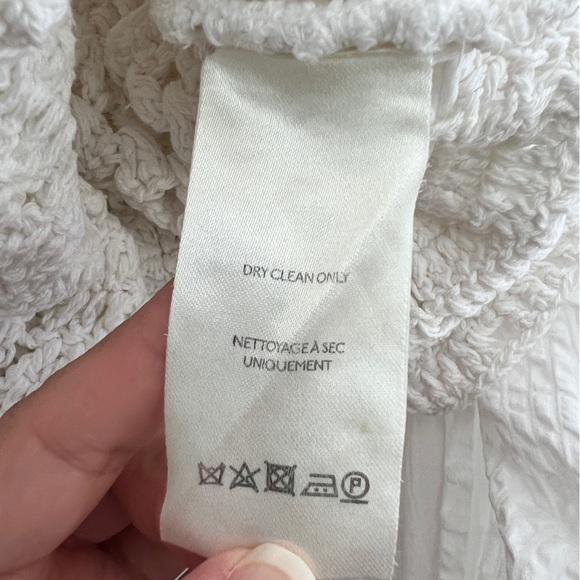 DRY CLEAN ONLY
NETTOYAGE À SEC
UNIQUEMENT
P